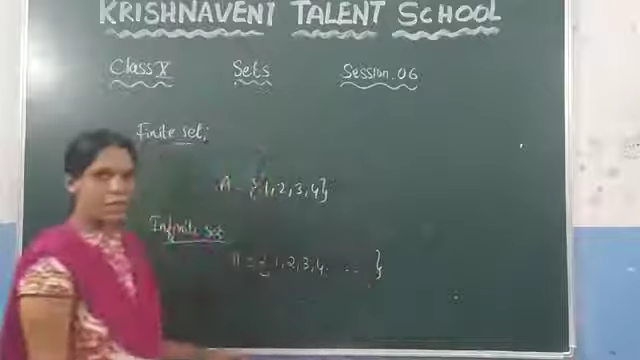 KRISHNAVENI TALENT SCHOOL
Class X Sets Session.06
Finite set;
A = {1,2,3,4}
Infinite set
= { 1, 2, 3, 4. ... }